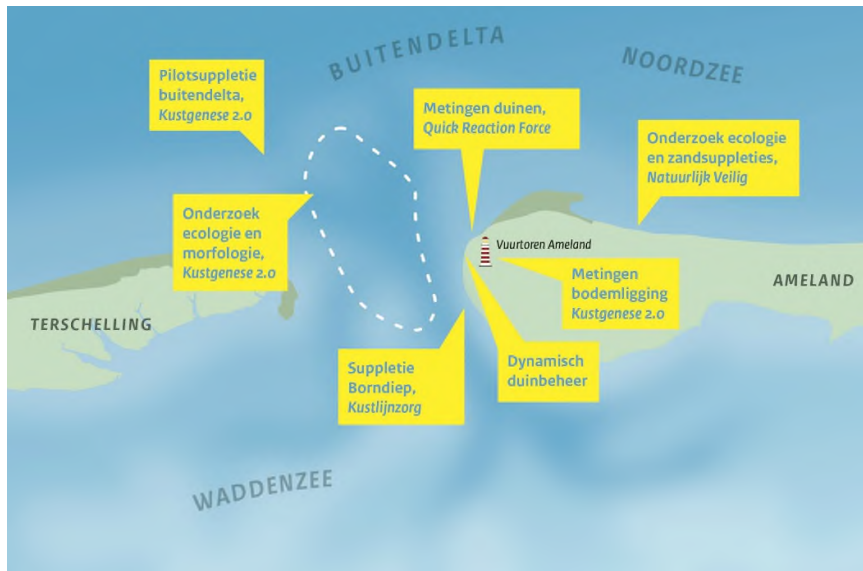 BUITENDELTA
NOORDZEE
Pilotsuppletie
buitendelta,
Kustgenese 2.0
Metingen duinen,
Quick Reaction Force
Onderzoek ecologie
en zandsuppleties,
Natuurlijk Veilig
Onderzoek
ecologie en
morfologie,
Kustgenese 2.0
Vuurtoren Ameland
Metingen
bodemligging
Kustgenese 2.0
AMELAND
TERSCHELLING
Suppletie
Borndiep,
Kustlijnzorg
Dynamisch
duinbeheer
WADDENZEE